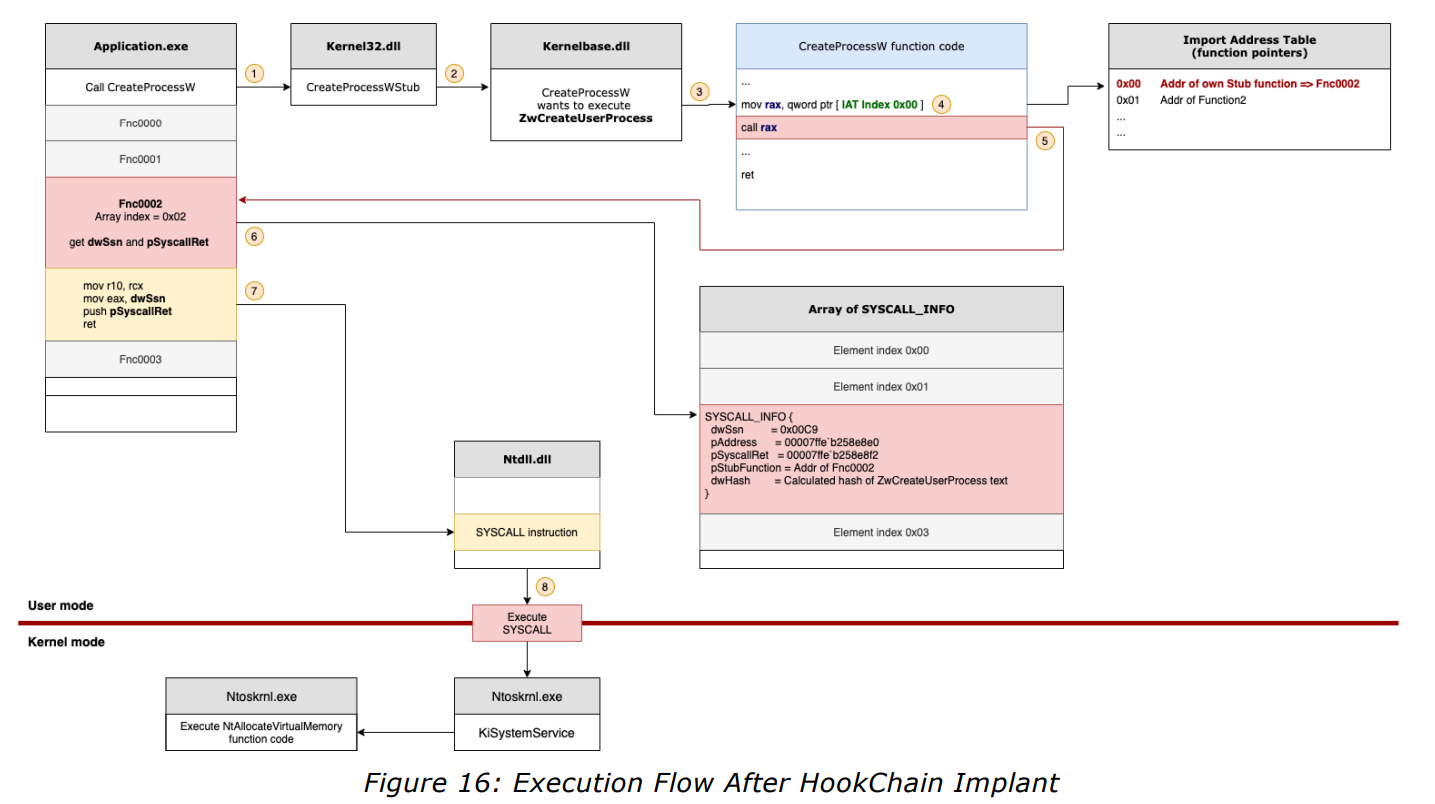 Application.exe
Call CreateProcessW
Fnc0000
Fnc0001
Fnc0002
Array index = 0x02
get dwSsn and pSyscallRet
mov r10, rcx
mov eax, dwSsn
push pSyscallRet
ret
Fnc0003
1
Kernel32.dll
CreateProcessWStub
2
Kernelbase.dll
CreateProcessW
wants to execute
ZwCreateUserProcess
3
CreateProcessW function code
...
mov rax, qword ptr [ IAT Index 0x00 ]
4
call rax
...
ret
5
Import Address Table
(function pointers)
0x00 Addr of own Stub function => Fnc0002
0x01 Addr of Function2
...
...
6
7
Array of SYSCALL_INFO
Element index 0x00
Element index 0x01
SYSCALL_INFO {
dwSsn = 0x00C9
pAddress = 00007ffe`b258e8e0
pSyscallRet = 00007ffe`b258e8f2
pStubFunction = Addr of Fnc0002
dwHash = Calculated hash of ZwCreateUserProcess text
}
Element index 0x03
Ntdll.dll
SYSCALL instruction
8
User mode
Execute
SYSCALL
Kernel mode
Ntoskrnl.exe
Execute NtAllocateVirtualMemory
function code
Ntoskrnl.exe
KiSystemService
Figure 16: Execution Flow After HookChain Implant